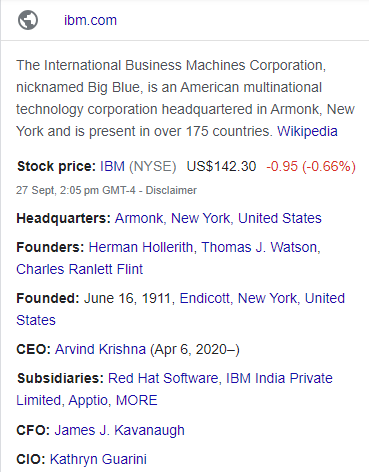 ibm.com
The International Business Machines Corporation,
nicknamed Big Blue, is an American multinational
technology corporation headquartered in Armonk, New
York and is present in over 175 countries. Wikipedia
Stock price: IBM (NYSE) US$142.30 -0.95 (-0.66%)
27 Sept, 2:05 pm GMT-4 - Disclaimer
Headquarters: Armonk, New York, United States
Founders: Herman Hollerith, Thomas J. Watson,
Charles Ranlett Flint
Founded: June 16, 1911, Endicott, New York, United
States
CEO: Arvind Krishna (Apr 6, 2020–)
Subsidiaries: Red Hat Software, IBM India Private
Limited, Apptio, MORE
CFO: James J. Kavanaugh
CIO: Kathryn Guarini